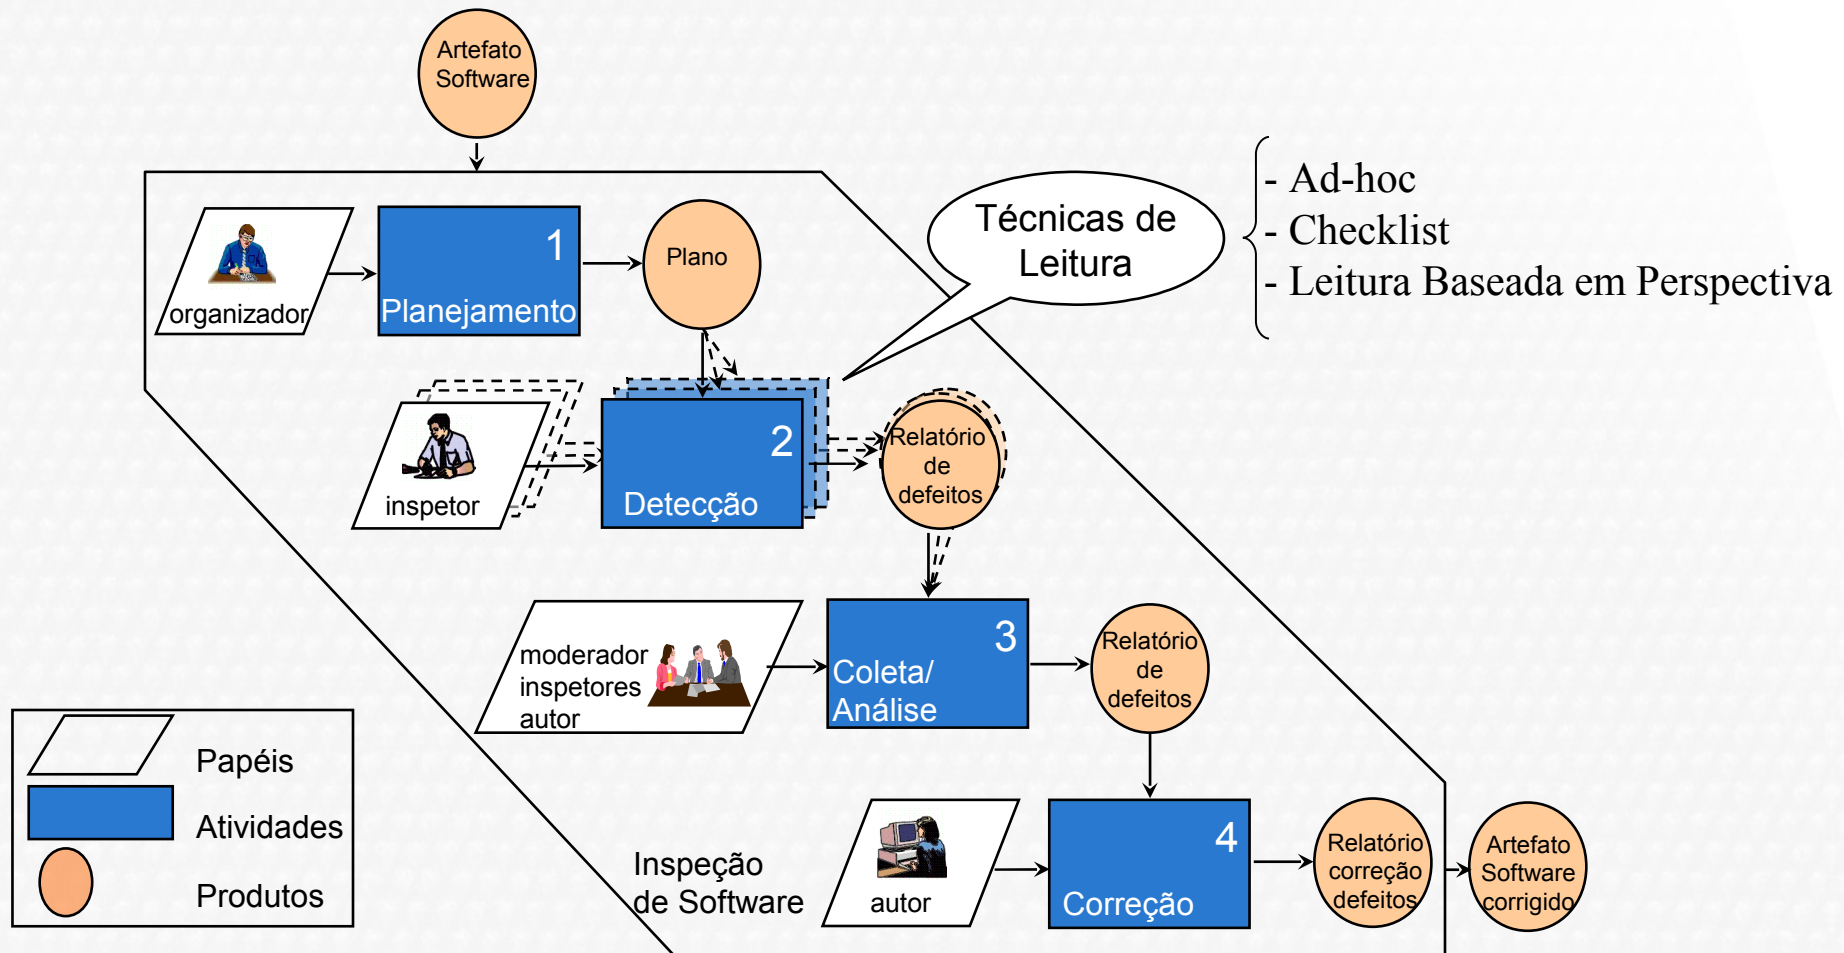 Artefato
Software
1
Planejamento
organizador
Plano
Técnicas de
Leitura
- Ad-hoc
- Checklist
- Leitura Baseada em Perspectiva
inspetor
2
Detecção
Relatório
de
defeitos
moderador
inspetores
autor
3
Coleta/
Análise
Relatório
de
defeitos
Papéis
Atividades
Produtos
Inspeção
de Software
autor
4
Correção
Relatório
correção
defeitos
Artefato
Software
corrigido